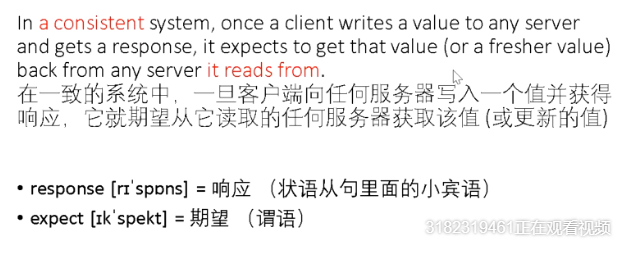 In a consistent system, once a client writes a value to any server
and gets a response, it expects to get that value (or a fresher value)
back from any server it reads from.
在一致的系统中，一旦客户端向任何服务器写入一个值并获得
响应，它就期望从它读取的任何服务器获取该值 (或更新的值)
• response [rɪˈspɒns] = 响应 （状语从句里面的小宾语）
• expect [ɪkˈspekt] = 期望 （谓语）
3182319461正在观看视频